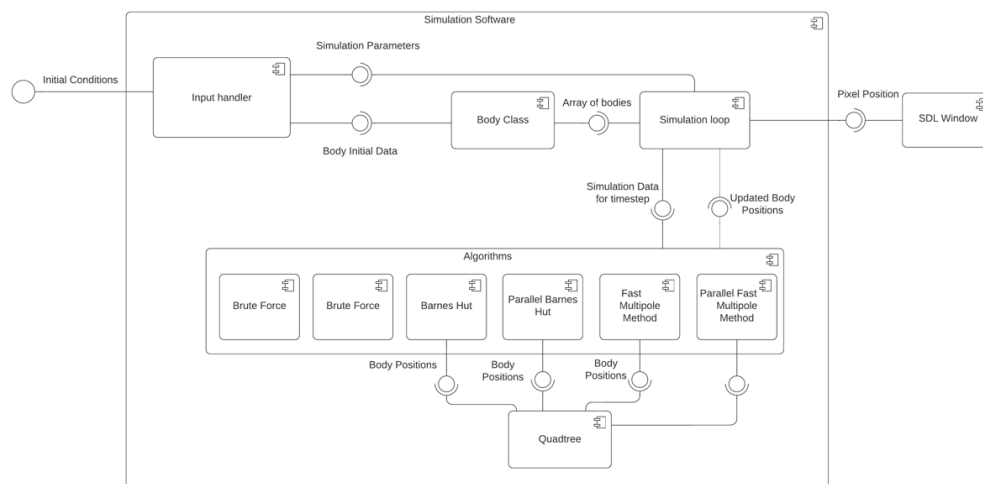 Simulation Software
Simulation Parameters
Initial Conditions
Input handler
Body Initial Data
Body Class
Array of bodies
Simulation loop
Pixel Position
SDL Window
Simulation Data
for timestep
Updated Body
Positions
Algorithms
Brute Force
Brute Force
Barnes Hut
Parallel Barnes
Hut
Fast
Multipole
Method
Parallel Fast
Multipole
Method
Body Positions
Body
Positions
Body
Positions
Quadtree